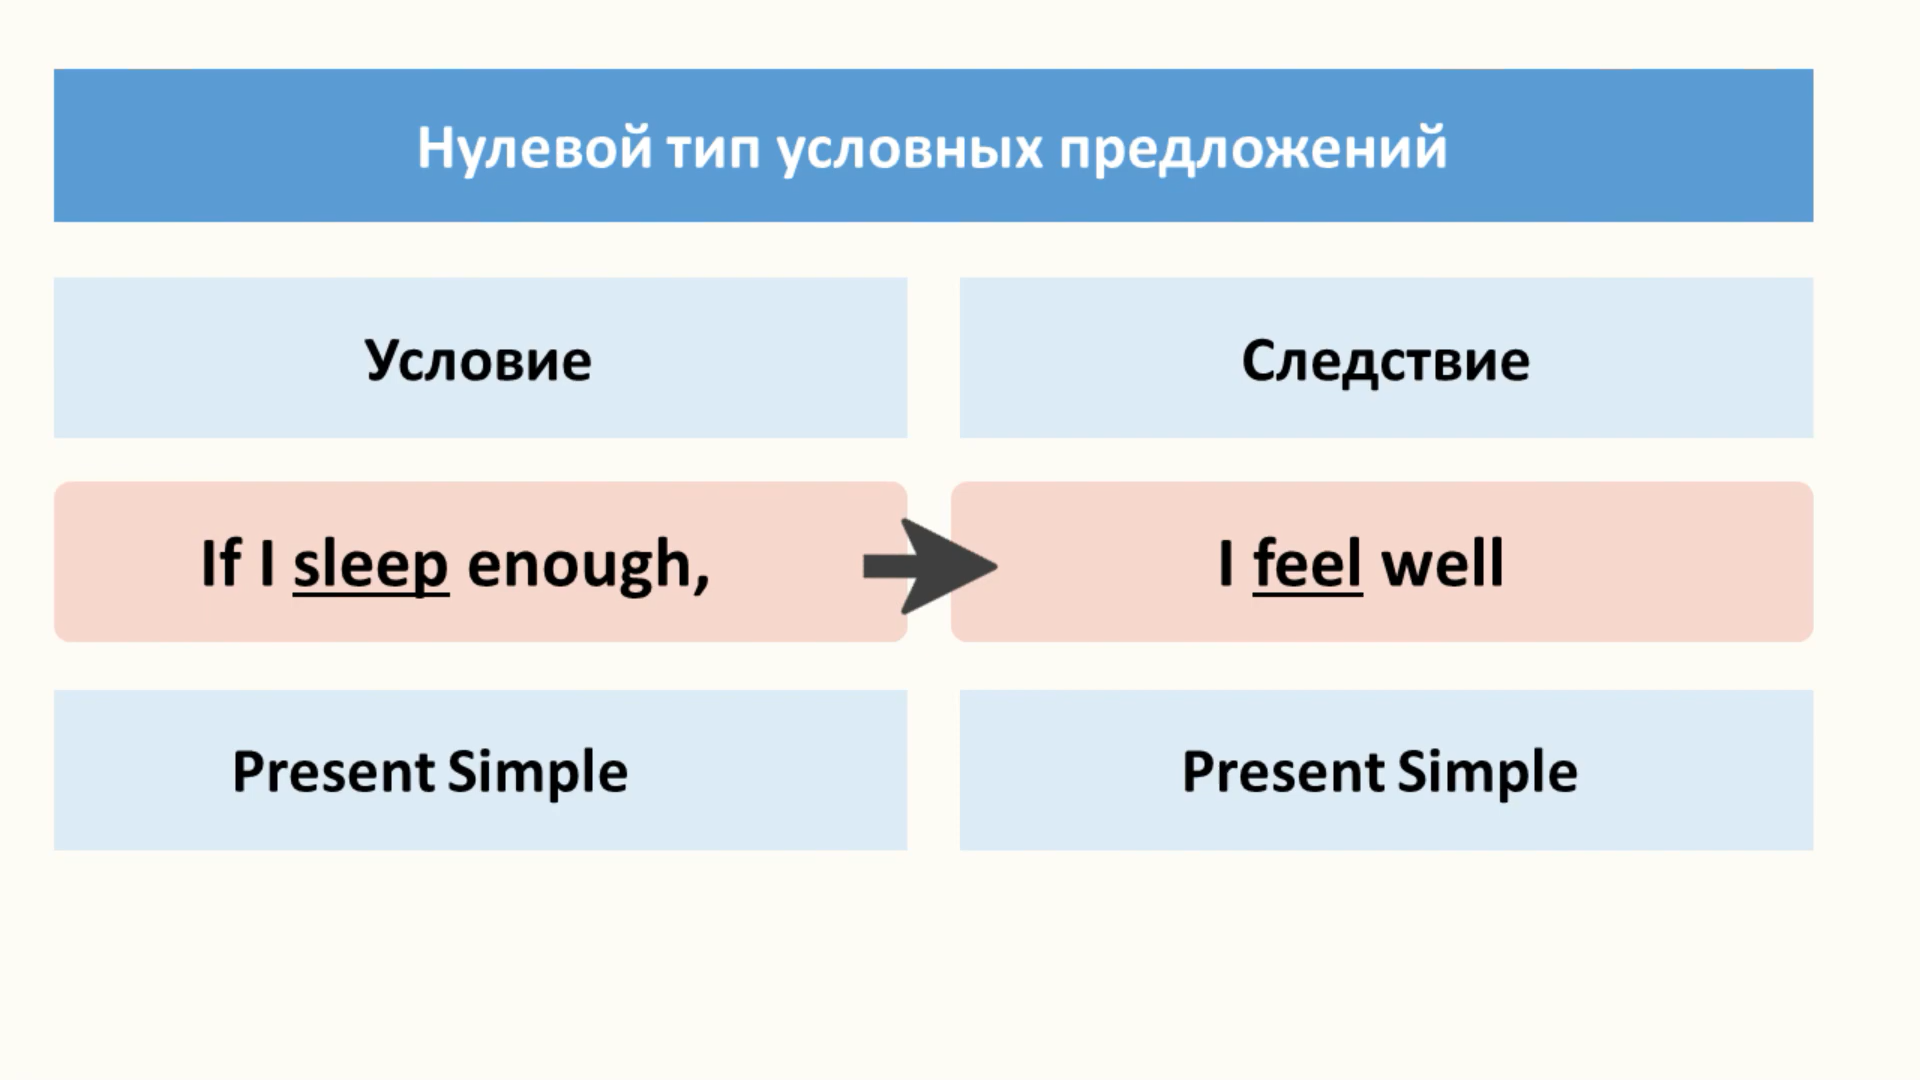 Нулевой тип условных предложений
Условие
Следствие
If I sleep enough,
I feel well
Present Simple
Present Simple